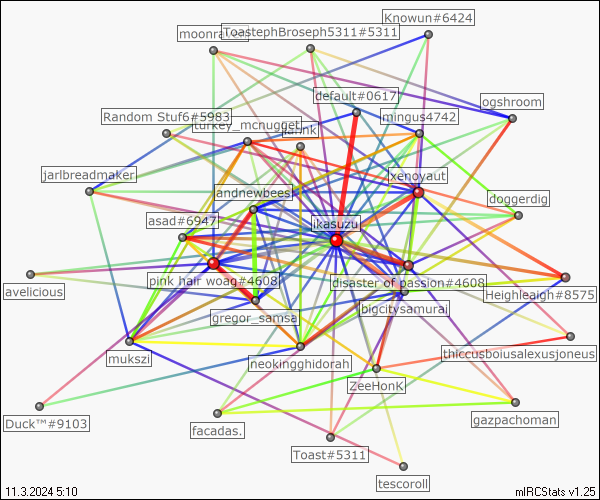 Knowun#6424
ToastephBroseph5311#5311
default#0617
ogshroom
mingus4742
Random Stuf6#5983
turkey_mcnugget
jarlbreadmaker
xenoyaut
andnewbees
doggerdig
asad#6947
ikasuzu
pink hair woag#4608
disaster of passion#4608
avelicious
Heighleaigh#8575
bigcitysamurai
gregor_samsa
mukszi
neokingghidorah
thiccusboiusalexusjoneus
ZeeHonK
Duck™#9103
gazpachoman
facadas.
Toast#5311
tescoroll
11.3.2024 5:10
mIRCStats v1.25